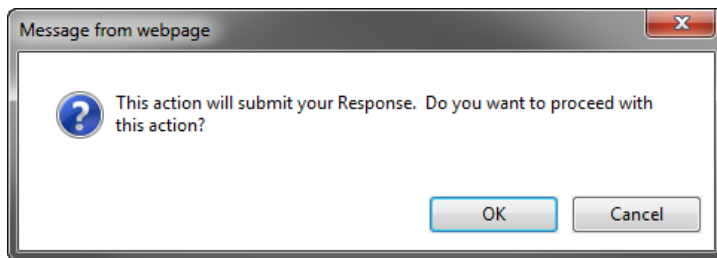 Message from webpage
This action will submit your Response.  Do you want to proceed with
this action?
OK
Cancel